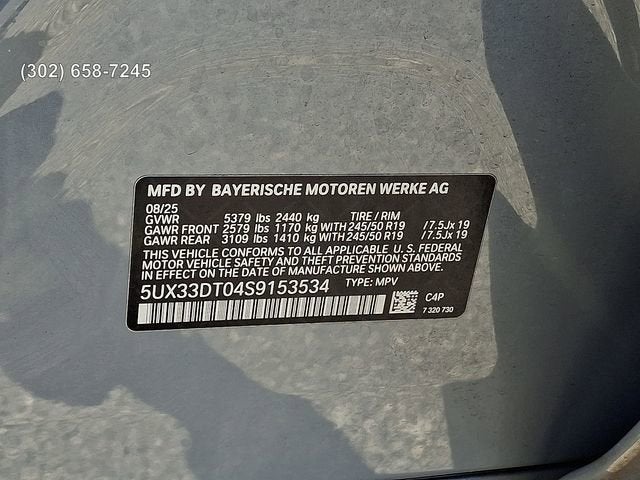 (302) 658-7245
MFD BY BAYERISCHE MOTOREN WERKE AG
08/25
GVWR 5379 lbs 2440 kg TIRE / RIM
GAWR FRONT 2579 lbs 1170 kg WITH 245/50 R19 / 7.5Jx 19
GAWR REAR 3109 lbs 1410 kg WITH 245/50 R19 / 7.5Jx 19
THIS VEHICLE CONFORMS TO ALL APPLICABLE U.S. FEDERAL
MOTOR VEHICLE SAFETY AND THEFT PREVENTION STANDARDS
IN EFFECT ON THE DATE OF MANUFACTURE SHOWN ABOVE.
5UX33DT04S9153534 TYPE: MPV
C4P
7 320 730